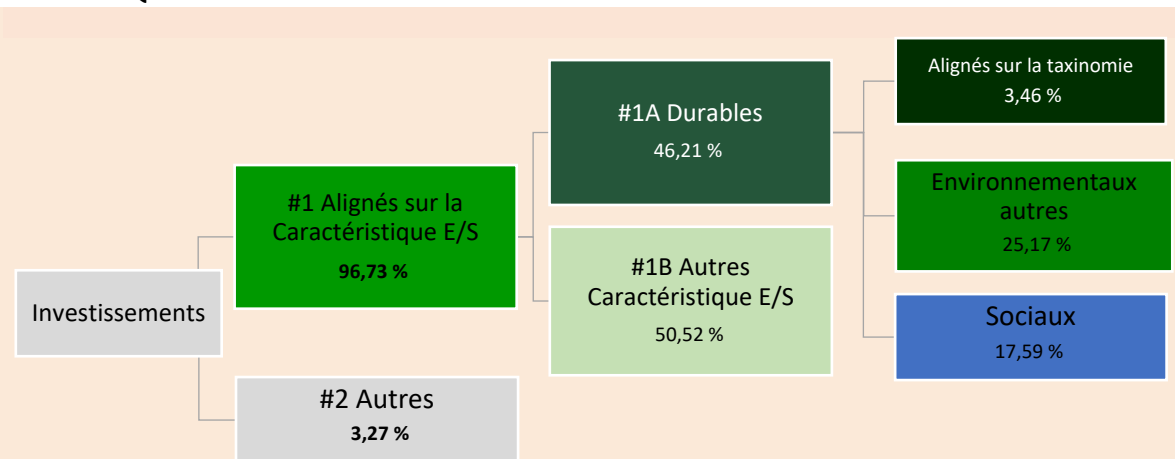 Investissements
#1 Alignés sur la
Caractéristique E/S
96,73 %
#2 Autres
3,27 %
#1A Durables
46,21 %
#1B Autres
Caractéristique E/S
50,52 %
Alignés sur la taxinomie
3,46 %
Environnementaux
autres
25,17 %
Sociaux
17,59 %